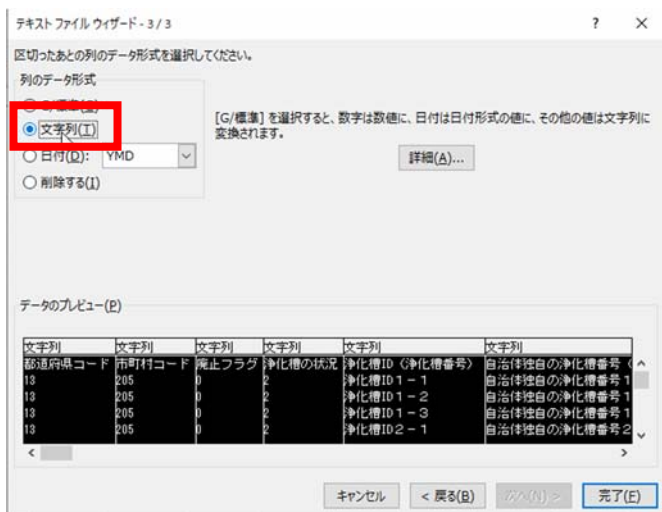 テキスト ファイル ウィザード - 3 / 3
? ×
区切ったあとの列のデータ形式を選択してください。
列のデータ形式
G/標準(G)
文字列(T)
日付(D): YMD
削除する(I)
[G/標準] を選択すると、数字は数値に、日付は日付形式の値に、その他の値は文字列に
変換されます。
詳細(A)...
データのプレビュー(P)
文字列 文字列 文字列 文字列 文字列 文字列
都道府県コード 市町村コード 廃止フラグ 浄化槽の状況 浄化槽ID（浄化槽番号） 自治体独自の浄化槽番号（
13 205 0 2 浄化槽ID1－1 自治体独自の浄化槽番号1
13 205 0 2 浄化槽ID1－2 自治体独自の浄化槽番号1
13 205 0 2 浄化槽ID1－3 自治体独自の浄化槽番号1
13 205 0 2 浄化槽ID2－1 自治体独自の浄化槽番号2
キャンセル < 戻る(B) 次へ(N) > 完了(F)